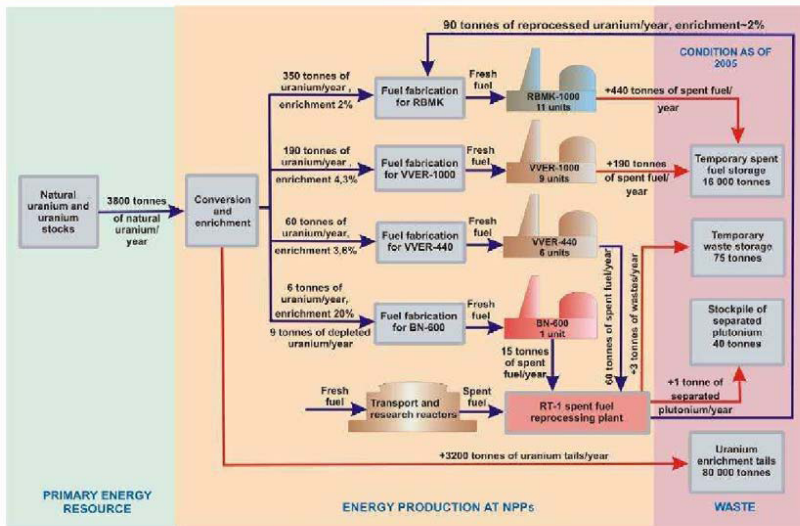 90 tonnes of reprocessed uranium/year, enrichment~2%
CONDITION AS OF
2005
350 tonnes of
uranium/year ,
enrichment 2%
Fuel fabrication
for RBMK
Fresh
fuel
RBMK-1000
11 units
+440 tonnes of spent fuel/
year
190 tonnes of
uranium/year ,
enrichment 4,3%
Fuel fabrication
for VVER-1000
Fresh
fuel
VVER-1000
9 units
+190 tonnes
of spent fuel/
year
Temporary spent
fuel storage
16 000 tonnes
Natural
uranium and
uranium
stocks
3800 tonnes
of natural
uranium/
year
Conversion
and
enrichment
60 tonnes of
uranium/year,
enrichment 3,6%
Fuel fabrication
for VVER-440
Fresh
fuel
VVER-440
6 units
60 tonnes of spent fuel/year
+3 tonnes of wastes/year
Temporary
waste storage
75 tonnes
6 tonnes of
uranium/year,
enrichment 20%
9 tonnes of depleted
uranium/year
Fuel fabrication
for BN-600
Fresh
fuel
BN-600
1 unit
15 tonnes
of spent
fuel/year
Stockpile of
separated
plutonium
40 tonnes
Fresh
fuel
Transport and
research reactors
Spent
fuel
RT-1 spent fuel
reprocessing plant
+1 tonne of
separated
plutonium/year
+3200 tonnes of uranium tails/year
Uranium
enrichment tails
80 000 tonnes
PRIMARY ENERGY
RESOURCE
ENERGY PRODUCTION AT NPPs
WASTE